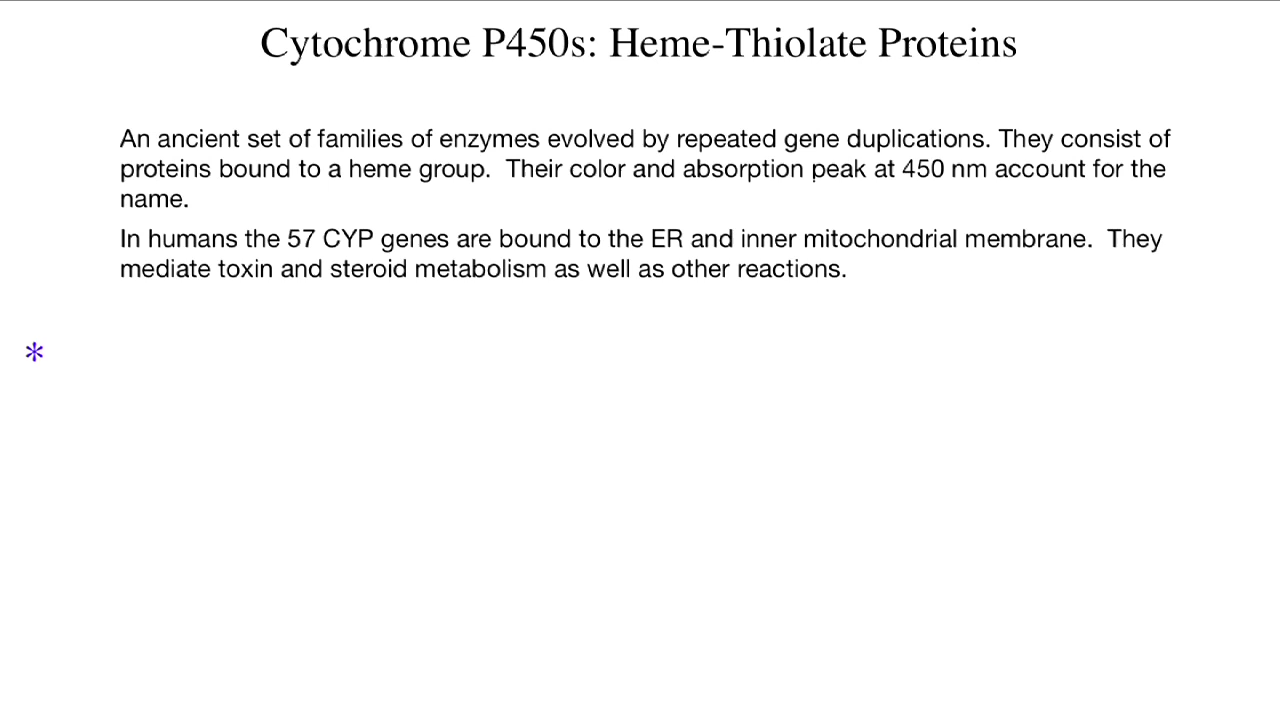 Cytochrome P450s: Heme-Thiolate Proteins
An ancient set of families of enzymes evolved by repeated gene duplications. They consist of
proteins bound to a heme group.  Their color and absorption peak at 450 nm account for the
name.
In humans the 57 CYP genes are bound to the ER and inner mitochondrial membrane.  They
mediate toxin and steroid metabolism as well as other reactions.
*